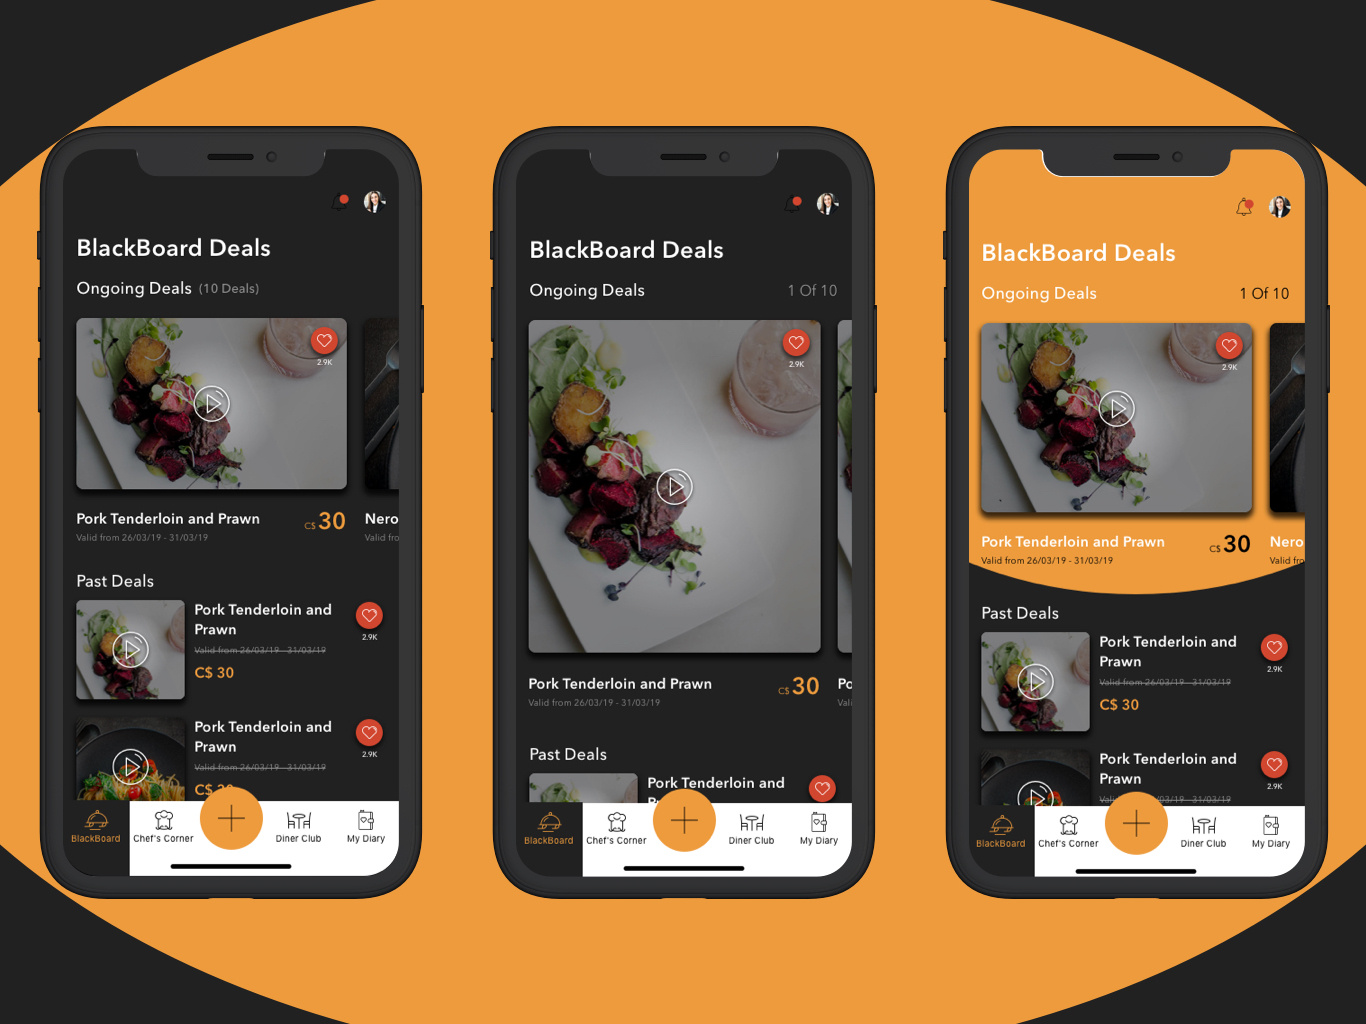 BlackBoard Deals
Ongoing Deals (10 Deals)
2.9K
Pork Tenderloin and Prawn
C$ 30
Nero
Valid from 26/03/19 - 31/03/19
Valid fro
Past Deals
Pork Tenderloin and
Prawn
2.9K
Valid from 26/03/19 - 31/03/19
C$ 30
Pork Tenderloin and
Prawn
2.9K
Valid from 26/03/19 - 31/03/19
C$
BlackBoard
Chef's Corner
Diner Club
My Diary
BlackBoard Deals
Ongoing Deals
1 Of 10
2.9K
Pork Tenderloin and Prawn
C$ 30
Po
Valid from 26/03/19 - 31/03/19
Vali
Past Deals
Pork Tenderloin and
BlackBoard
Chef's Corner
Diner Club
My Diary
BlackBoard Deals
Ongoing Deals
1 Of 10
2.9K
Pork Tenderloin and Prawn
C$ 30
Nero
Valid from 26/03/19 - 31/03/19
Valid fro
Past Deals
Pork Tenderloin and
Prawn
2.9K
Valid from 26/03/19 - 31/03/19
C$ 30
Pork Tenderloin and
Prawn
2.9K
Valid from 26/03/19 - 31/03/19
BlackBoard
Chef's Corner
Diner Club
My Diary